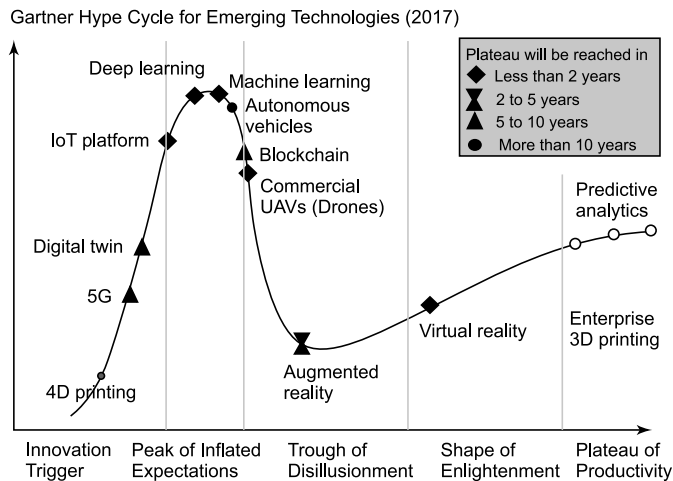 Gartner Hype Cycle for Emerging Technologies (2017)
Plateau will be reached in
Less than 2 years
2 to 5 years
5 to 10 years
More than 10 years
Deep learning
Machine learning
Autonomous
vehicles
IoT platform
Blockchain
Commercial
UAVs (Drones)
Predictive
analytics
Digital twin
5G
Virtual reality
Enterprise
3D printing
Augmented
reality
4D printing
Innovation
Trigger
Peak of Inflated
Expectations
Trough of
Disillusionment
Shape of
Enlightenment
Plateau of
Productivity